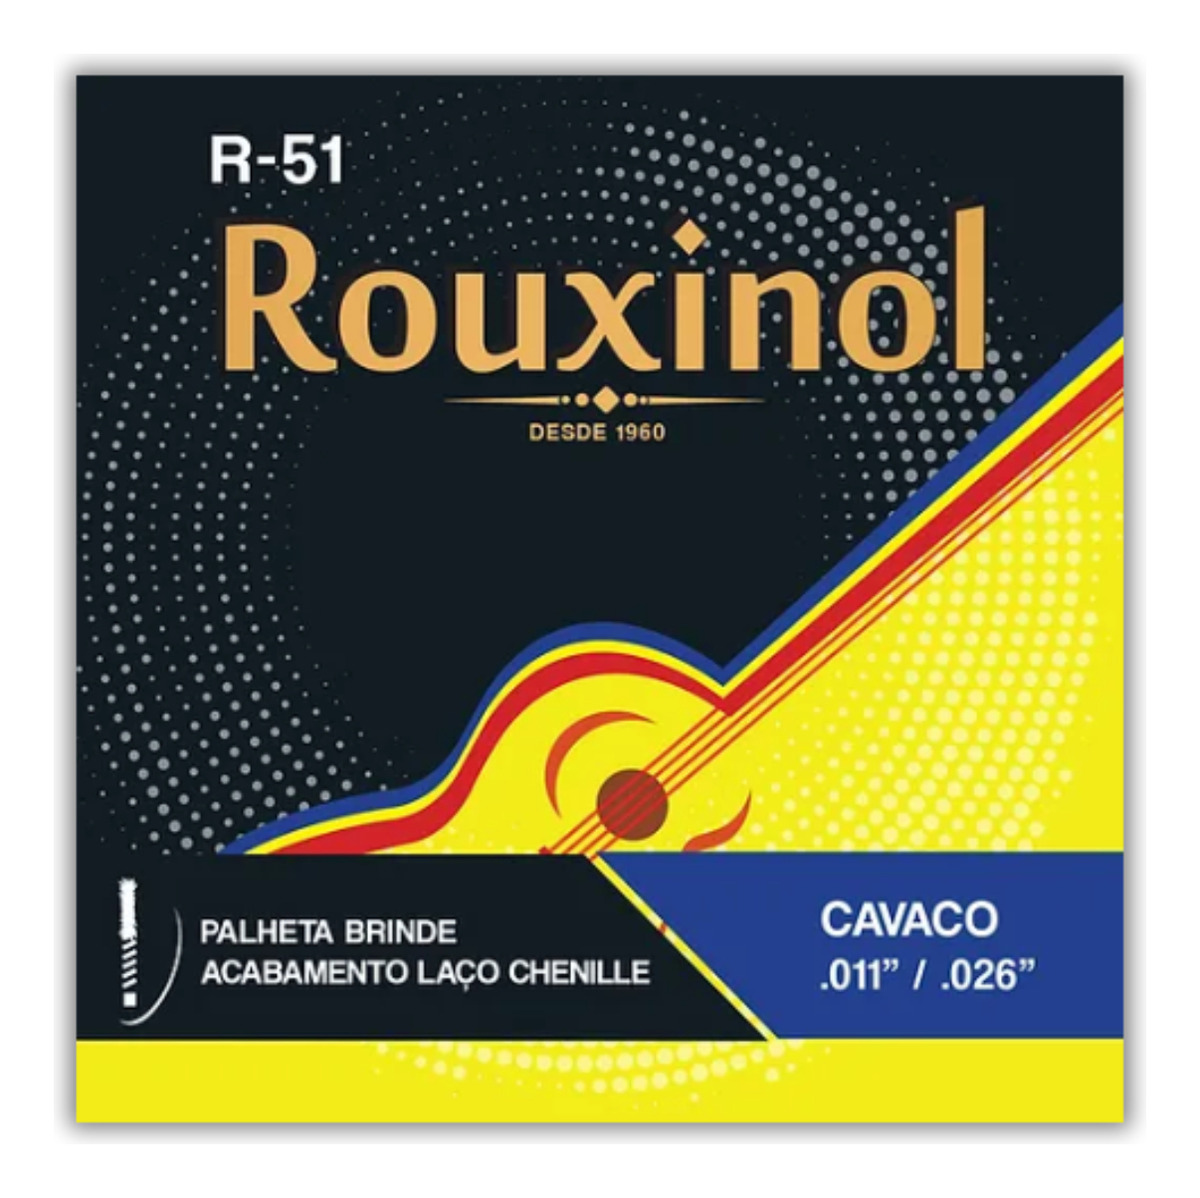 R-51
Rouxinol
DESDE 1960
PALHETA BRINDE
ACABAMENTO LAÇO CHENILLE
CAVACO
.011” / .026”